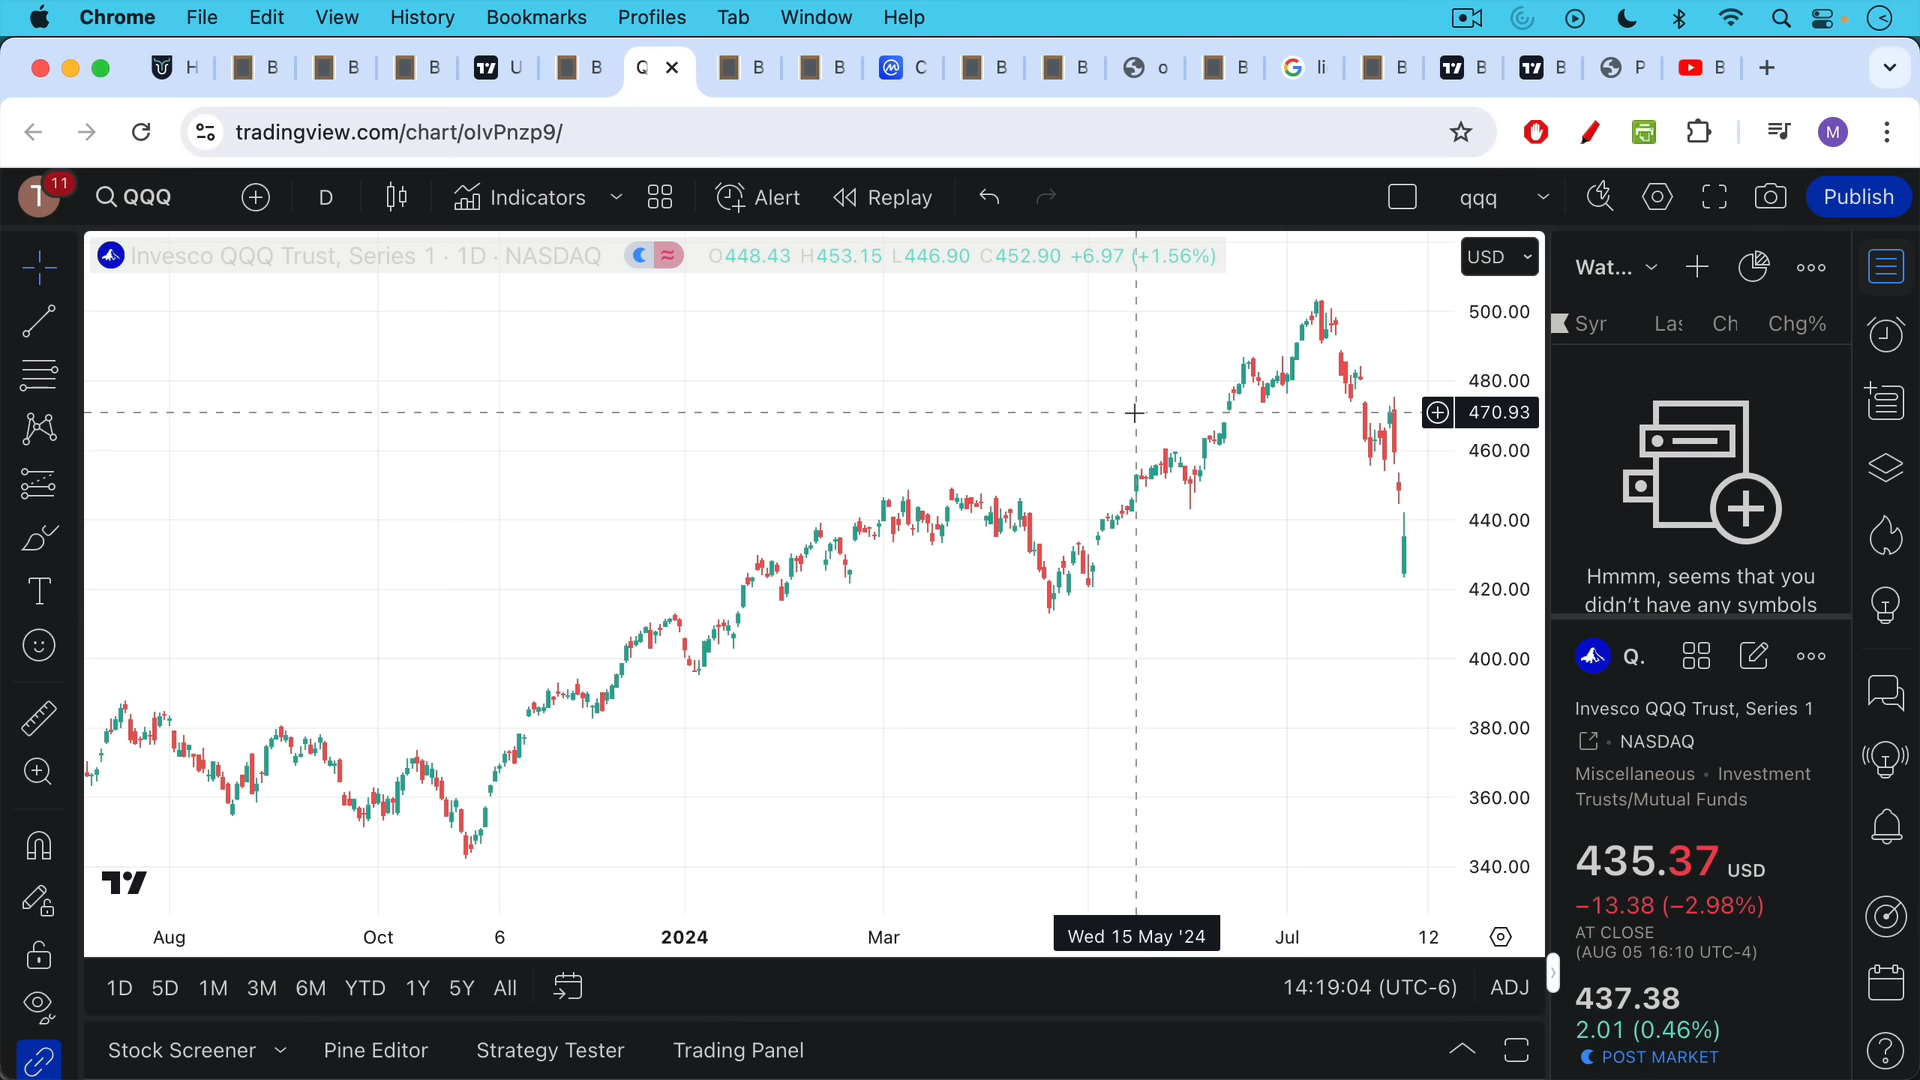 Chrome File Edit View History Bookmarks Profiles Tab Window Help
H B B B U B Q B B C B B o B li B B B P B
tradingview.com/chart/oIvPnzp9/ M
T 11 QQQ D Indicators Alert Replay qqq Publish
Invesco QQQ Trust, Series 1 · 1D · NASDAQ O448.43 H453.15 L446.90 C452.90 +6.97 (+1.56%)
USD
500.00
480.00
470.93
460.00
440.00
420.00
400.00
380.00
360.00
340.00
Aug Oct 6 2024 Mar Wed 15 May '24 Jul 12
1D 5D 1M 3M 6M YTD 1Y 5Y All 14:19:04 (UTC-6) ADJ
Stock Screener Pine Editor Strategy Tester Trading Panel
Wat...
Syr Las Ch Chg%
Hmmm, seems that you
didn't have any symbols
Q.
Invesco QQQ Trust, Series 1
NASDAQ
Miscellaneous • Investment
Trusts/Mutual Funds
435.37 USD
−13.38 (−2.98%)
AT CLOSE
(AUG 05 16:10 UTC-4)
437.38
2.01 (0.46%)
POST MARKET